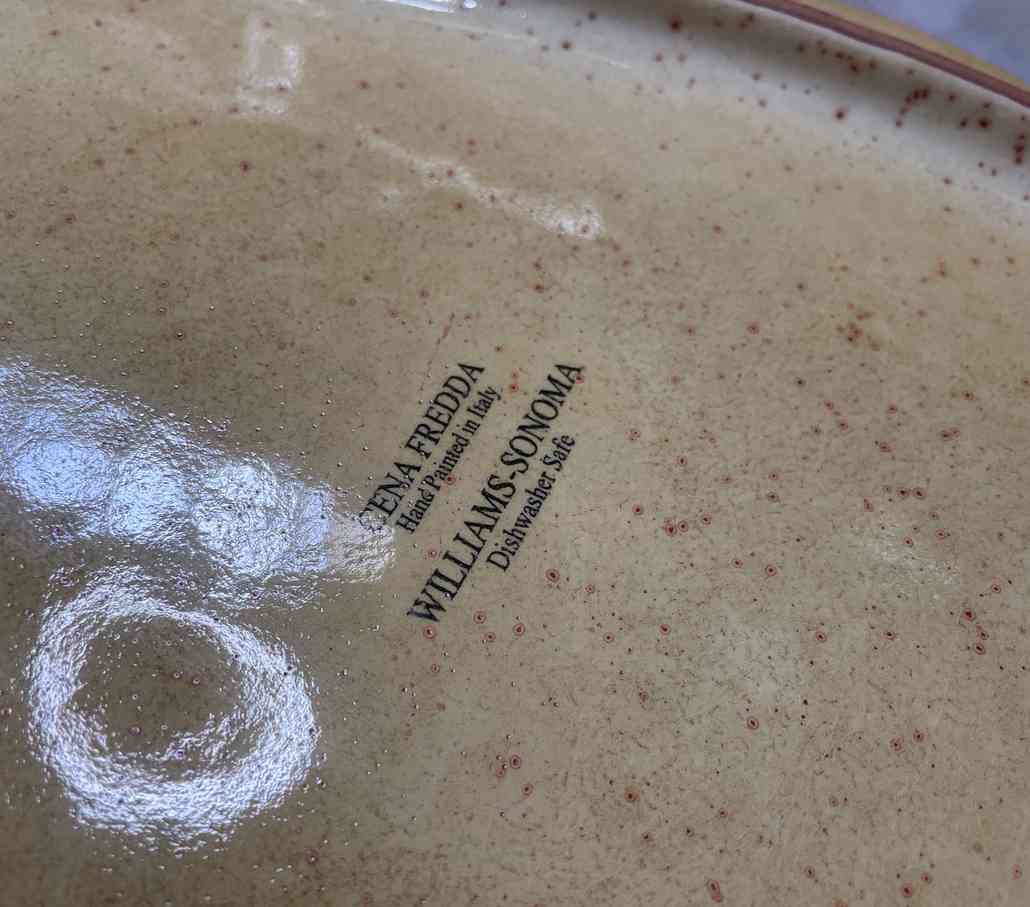 FREDDA
Hand Painted in Italy
WILLIAMS-SONOMA
Dishwasher Safe